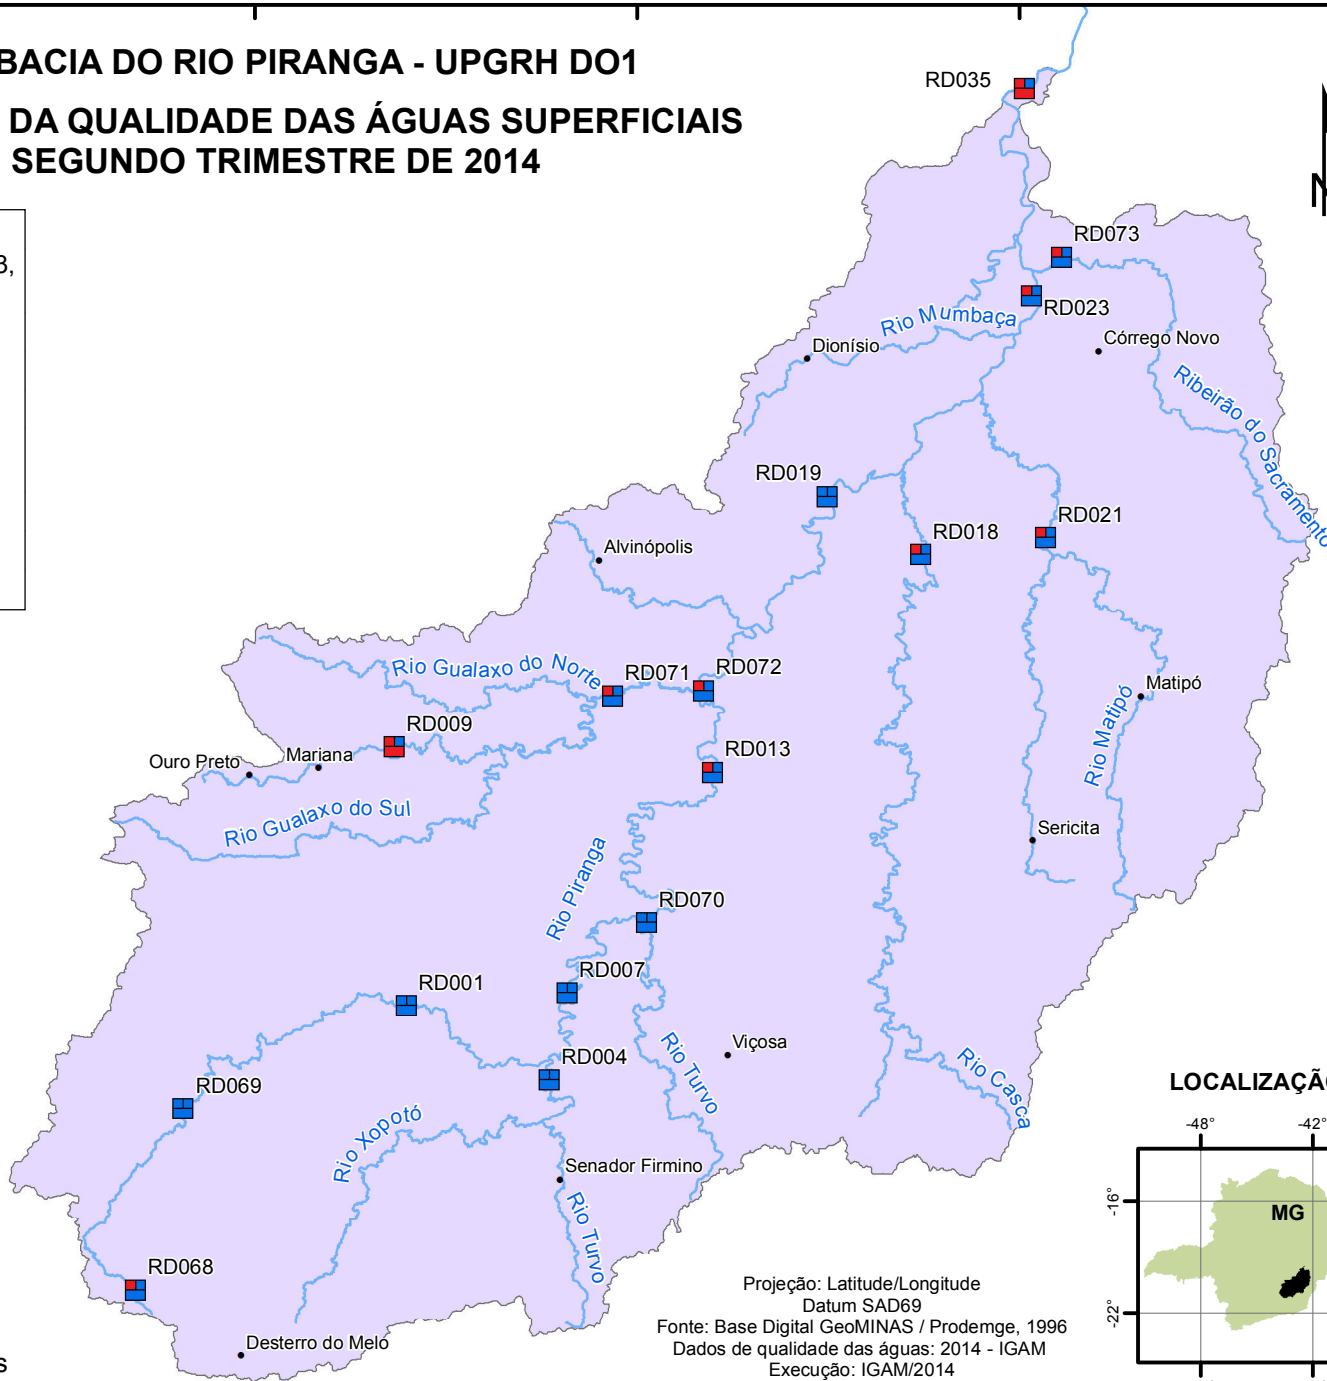 BACIA DO RIO PIRANGA - UPGRH DO1
DA QUALIDADE DAS ÁGUAS SUPERFICIAIS
SEGUNDO TRIMESTRE DE 2014
3,
RD035
RD073
RD023
Rio Mumbaça
Córrego Novo
Dionísio
Ribeirão do Sacramento
RD019
RD021
RD018
Alvinópolis
Rio Gualaxo do Norte
RD071
RD072
Matipó
Rio Matipó
RD009
RD013
Ouro Preto
Mariana
Rio Gualaxo do Sul
Sericita
Rio Piranga
RD070
RD007
RD001
Viçosa
Rio Turvo
RD004
Rio Casca
RD069
Rio Xopotó
Senador Firmino
Rio Turvo
RD068
Desterro do Melo
LOCALIZAÇÃO
-48°
-42°
-16°
MG
-22°
Projeção: Latitude/Longitude
Datum SAD69
Fonte: Base Digital GeoMINAS / Prodemge, 1996
Dados de qualidade das águas: 2014 - IGAM
Execução: IGAM/2014
s